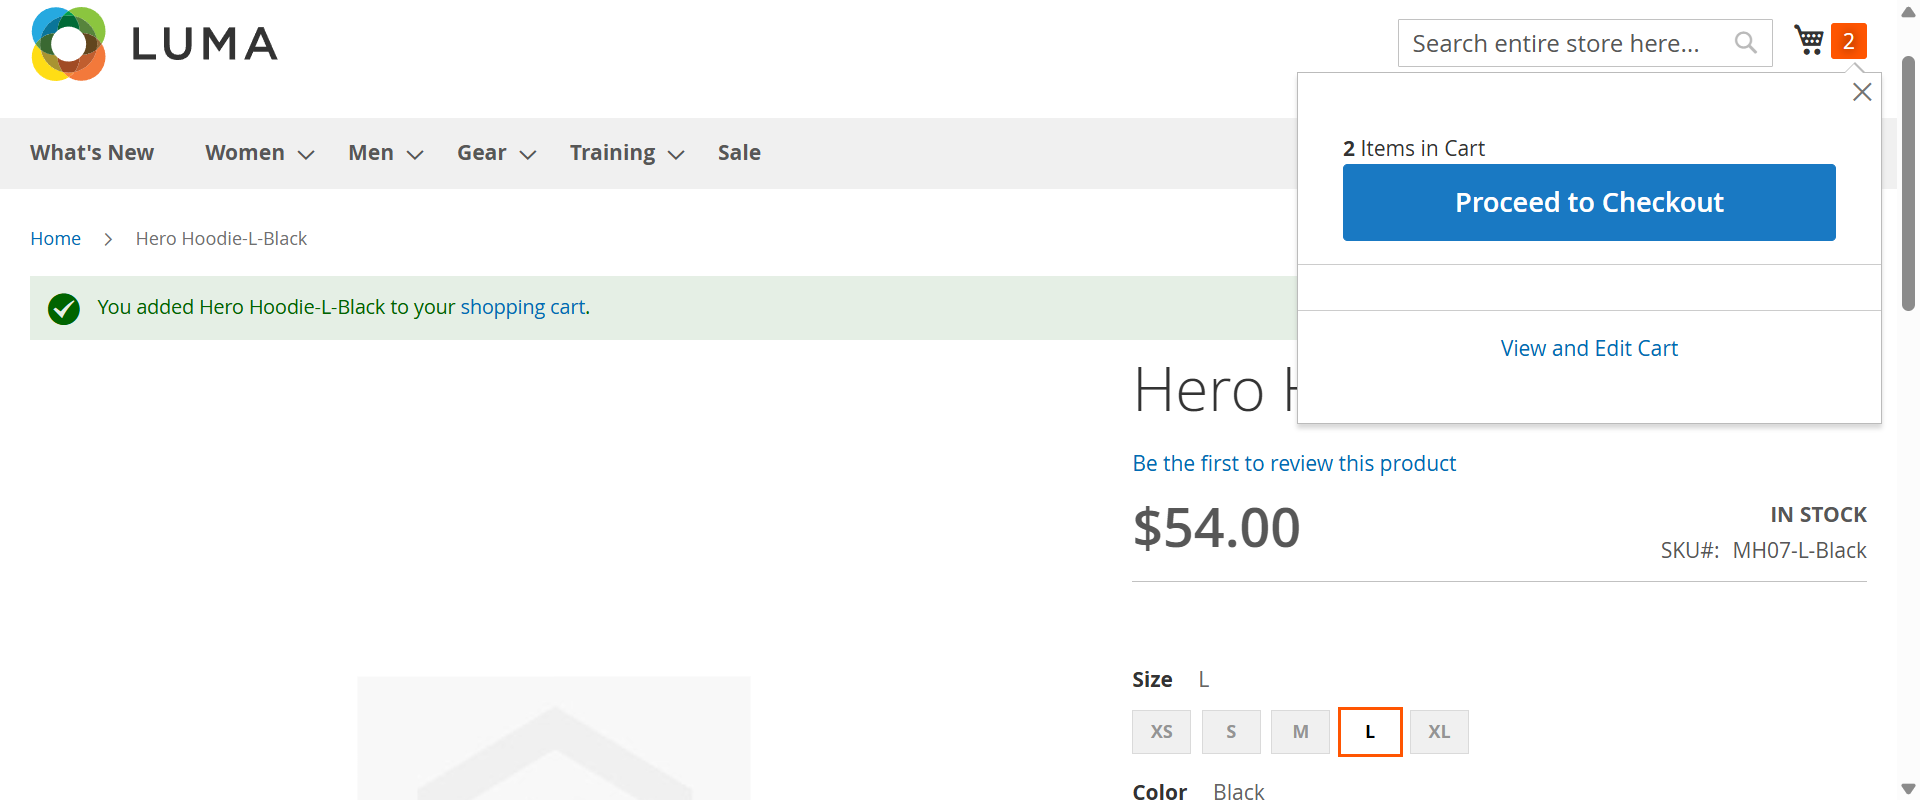 LUMA
Search entire store here...
2
What's New Women Men Gear Training Sale
2 Items in Cart
Proceed to Checkout
View and Edit Cart
Home Hero Hoodie-L-Black
You added Hero Hoodie-L-Black to your shopping cart.
Hero
Be the first to review this product
$54.00
IN STOCK
SKU#: MH07-L-Black
Size L
XS S M L XL
Color Black